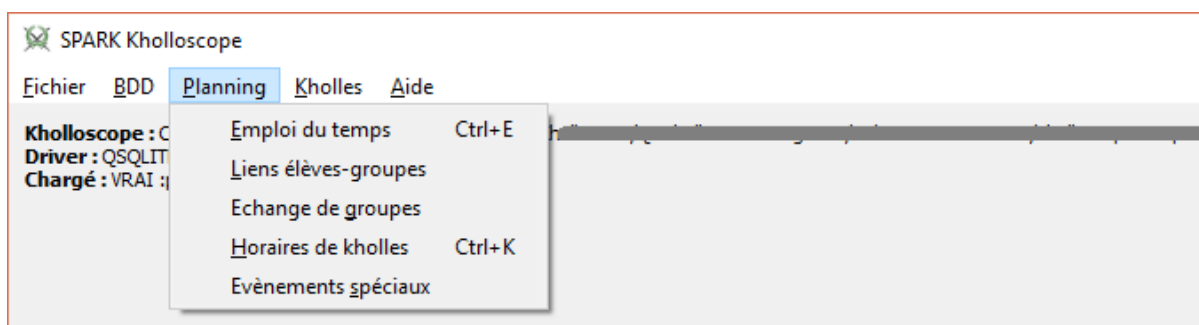 SPARK Kholloscope
Fichier BDD Planning Kholles Aide
Kholloscope :
Driver :
Chargé : VRAI
Emploi du temps Ctrl+E
Liens élèves-groupes
Echange de groupes
Horaires de kholles Ctrl+K
Evènements spéciaux